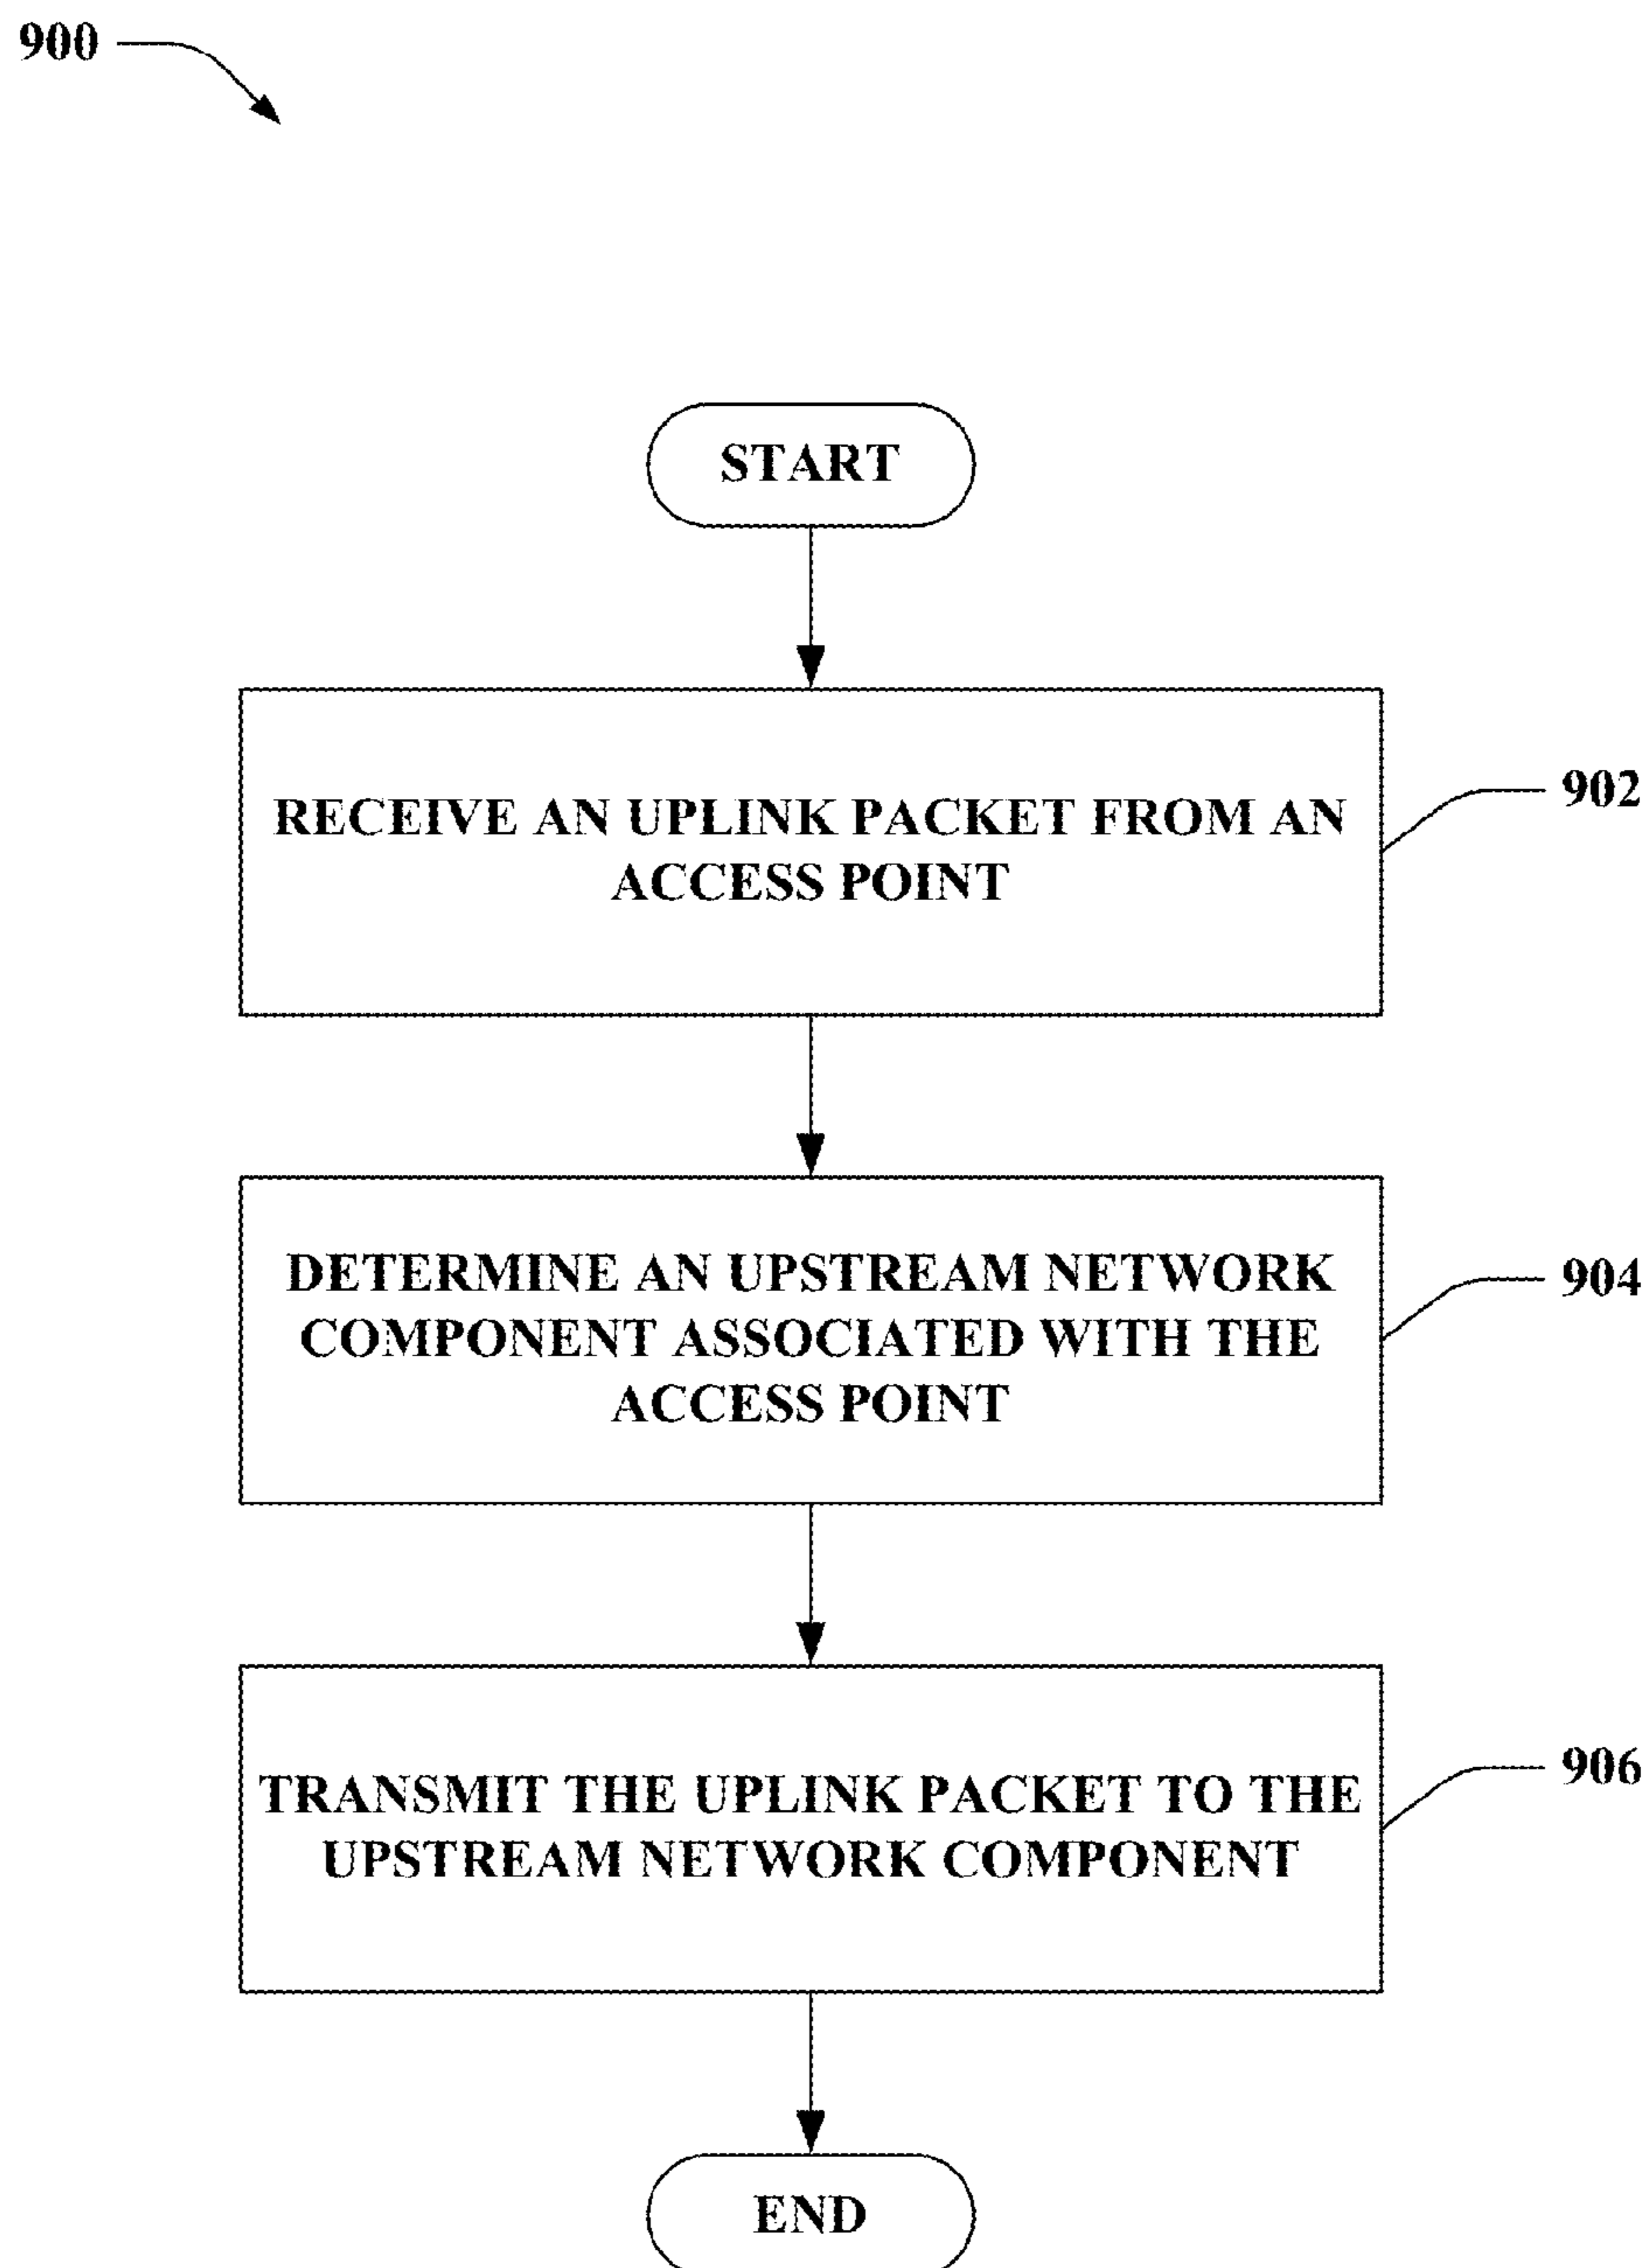 900
START
RECEIVE AN UPLINK PACKET FROM AN
ACCESS POINT
902
DETERMINE AN UPSTREAM NETWORK
COMPONENT ASSOCIATED WITH THE
ACCESS POINT
904
TRANSMIT THE UPLINK PACKET TO THE
UPSTREAM NETWORK COMPONENT
906
END